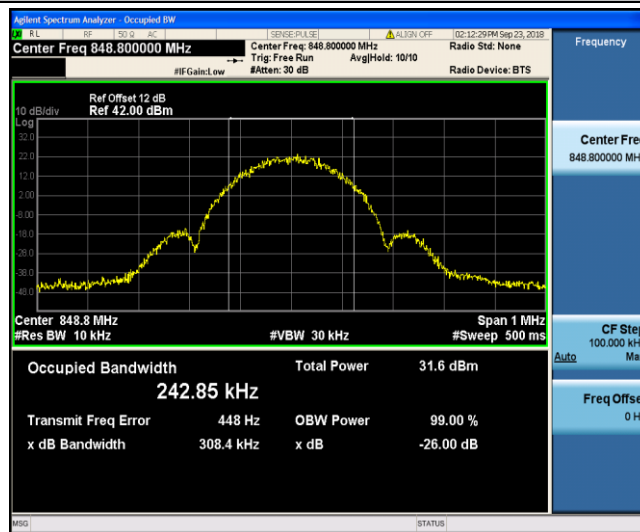 Agilent Spectrum Analyzer - Occupied BW
RL RF 50 Ω AC SENSE:PULSE ALIGN OFF 02:12:29 PM Sep 23, 2018
Center Freq 848.800000 MHz
Center Freq: 848.800000 MHz Radio Std: None
Trig: Free Run Avg|Hold: 10/10
#IFGain:Low #Atten: 30 dB Radio Device: BTS
Frequency
Ref Offset 12 dB
10 dB/div Ref 42.00 dBm
Log
32.0
22.0
12.0
2.00
-8.00
-18.0
-28.0
-38.0
-48.0
Center 848.8 MHz Span 1 MHz
#Res BW 10 kHz #VBW 30 kHz #Sweep 500 ms
Occupied Bandwidth Total Power 31.6 dBm
242.85 kHz
Transmit Freq Error 448 Hz OBW Power 99.00 %
x dB Bandwidth 308.4 kHz x dB -26.00 dB
Center Fre
848.800000 MH
CF Step
100.000 kH
Auto Ma
Freq Offse
0 H
MSG STATUS